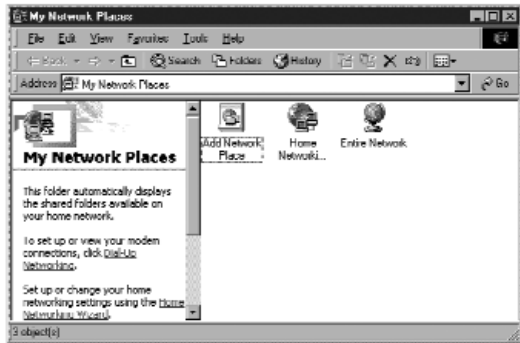 My Network Places
File Edit View Favorites Tools Help
Back Search Folders History
Address My Network Places Go
My Network Places
This folder automatically displays
the shared folders available on
your home network.
To set up or view your modem
connections, click Dial-Up
Networking.
Set up or change your home
networking settings using the Home
Networking Wizard.
Add Network
Place
Home
Networki...
Entire Network
3 object(s)